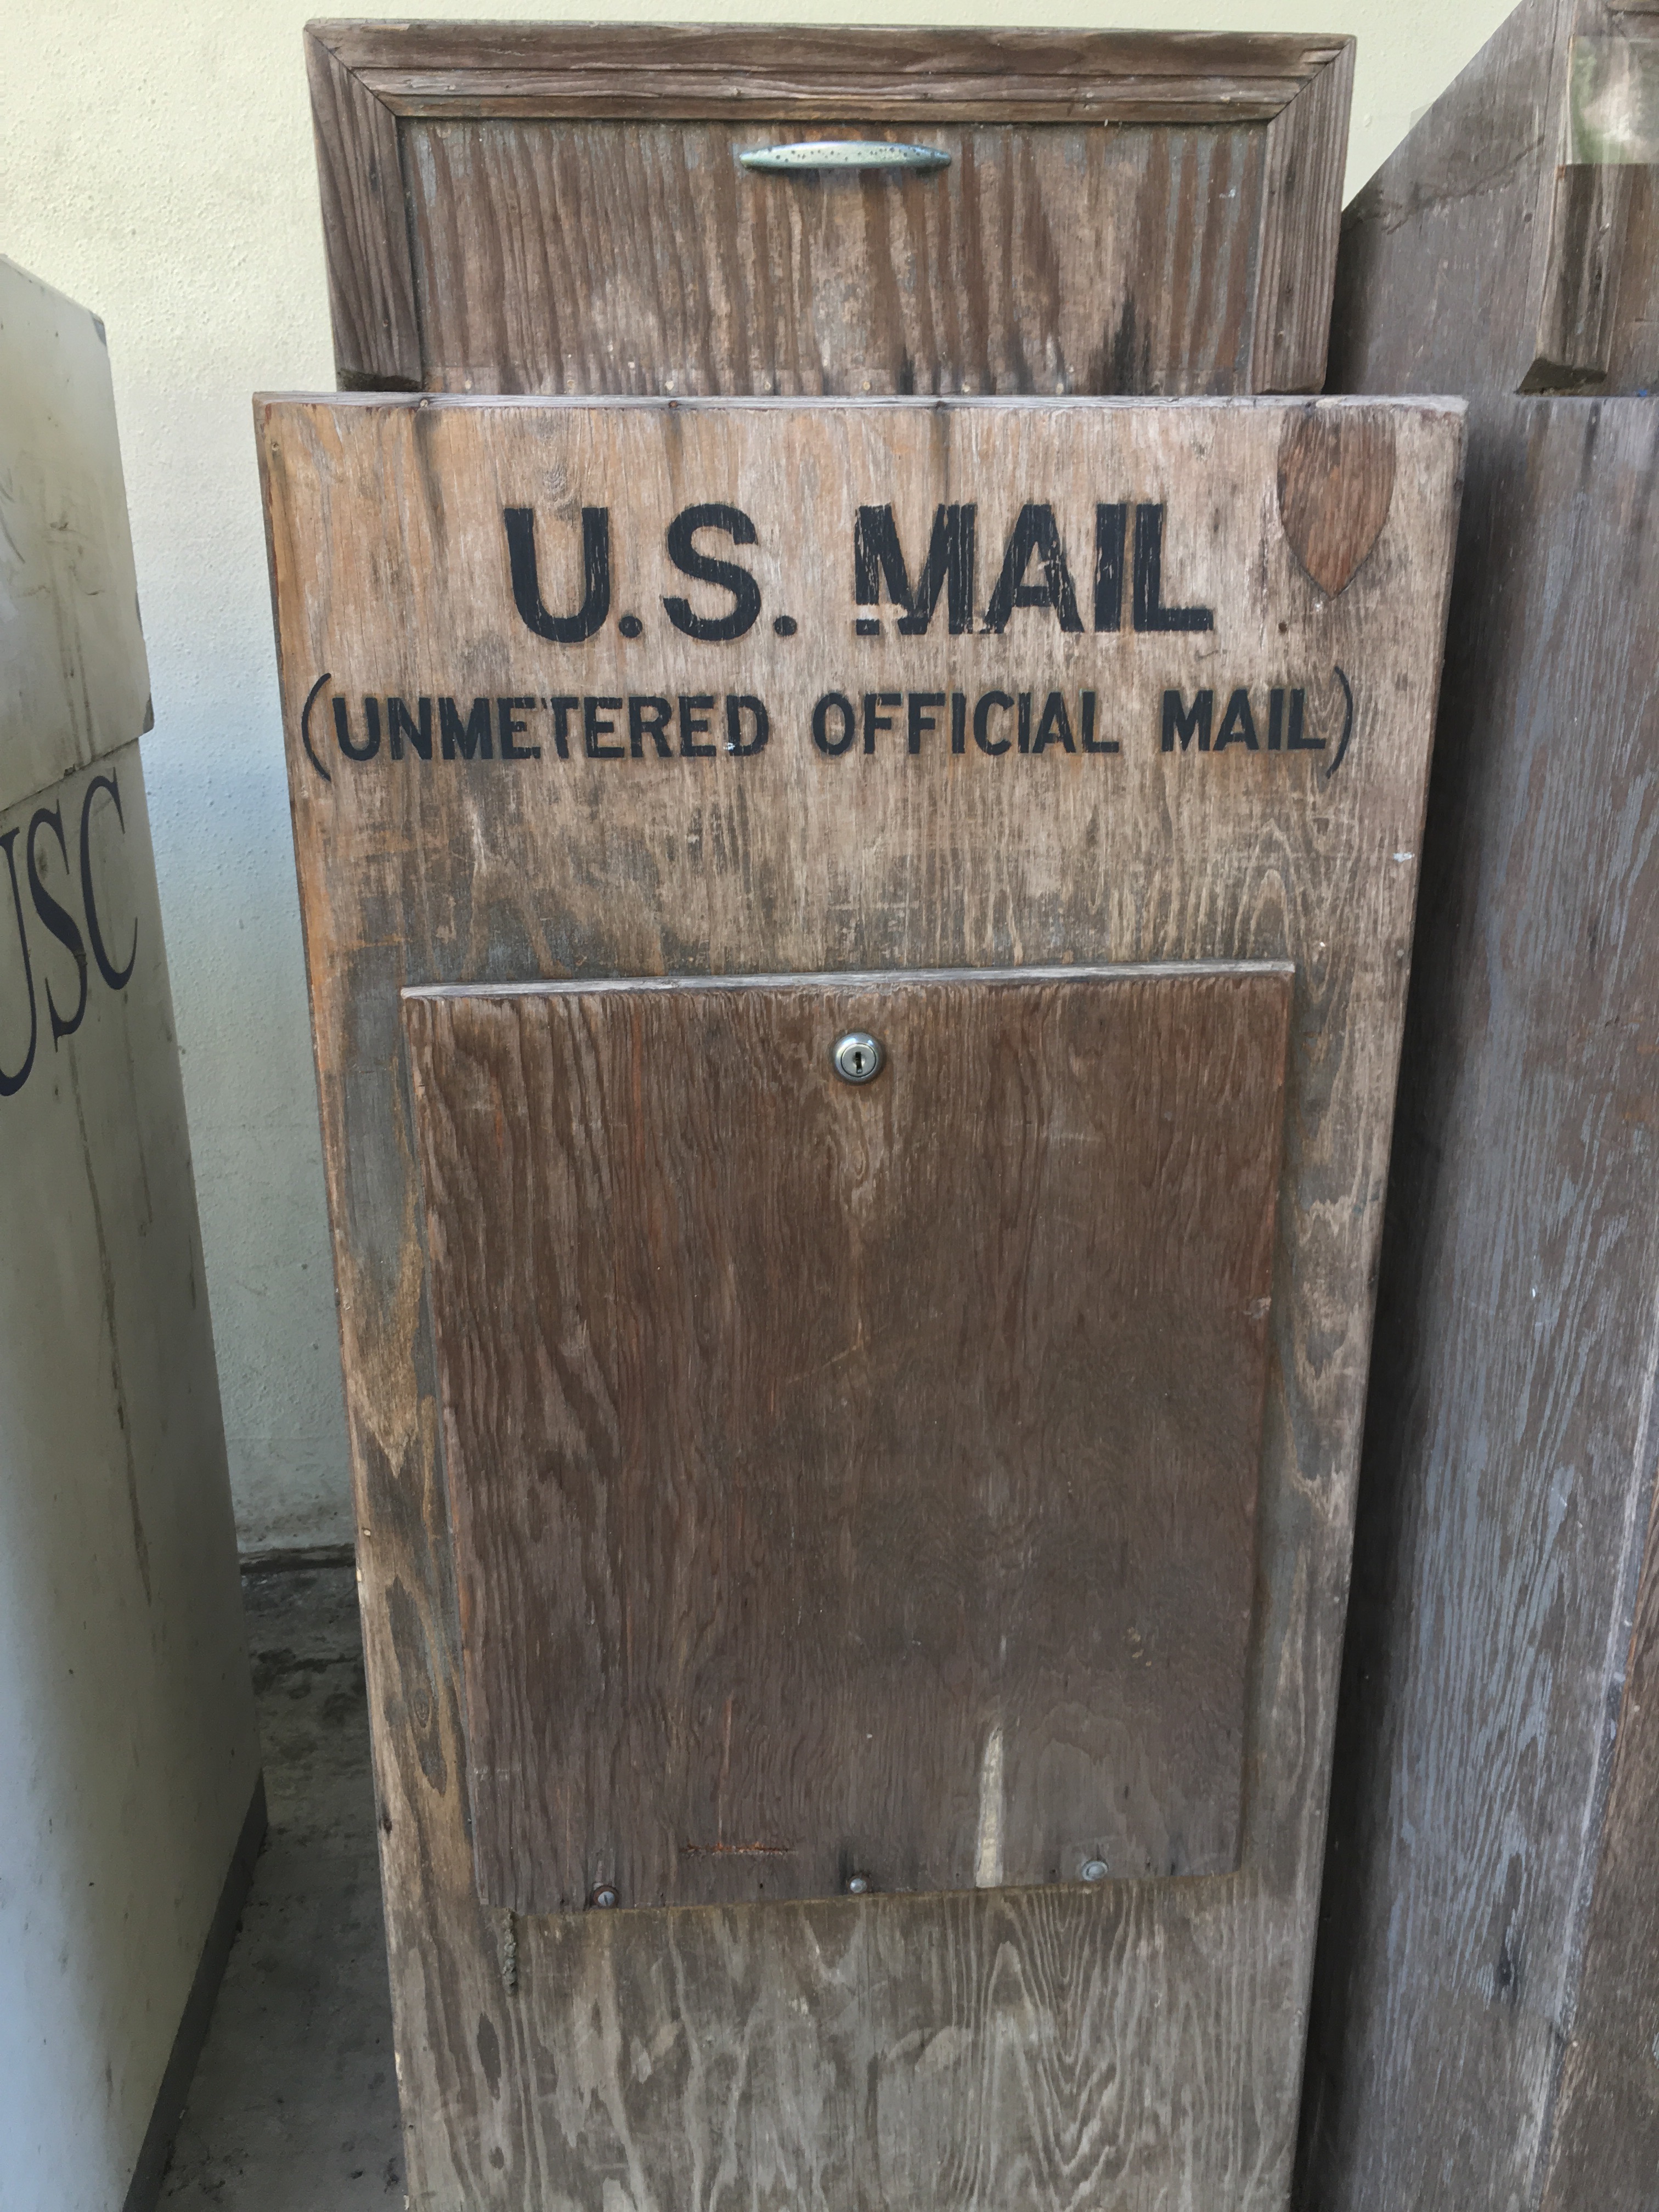 U.S. MAIL
(UNMETERED OFFICIAL MAIL)
USC